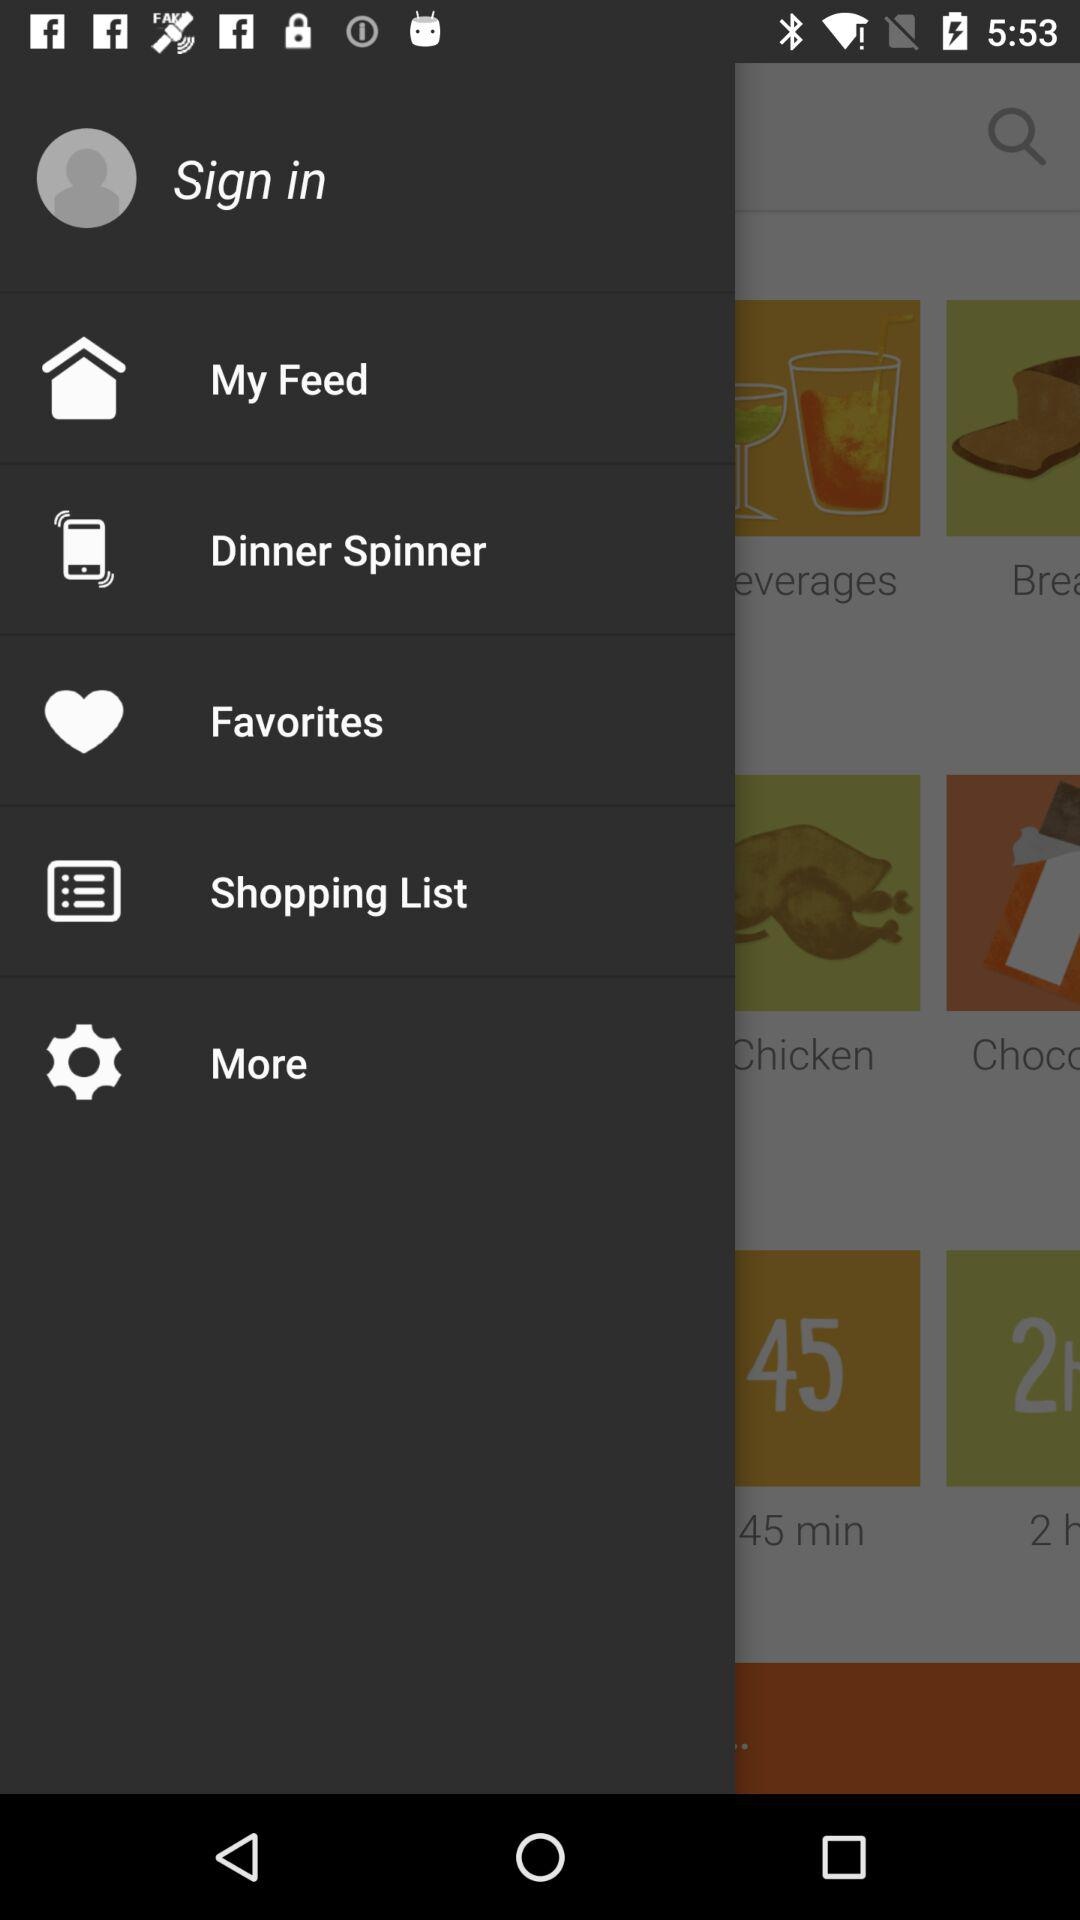 FAKE
5:53
Sign in
My Feed
everages
Brea
Dinner Spinner
Favorites
Shopping List
Chicken
Choco
More
45
2h
45 min
2 h
..